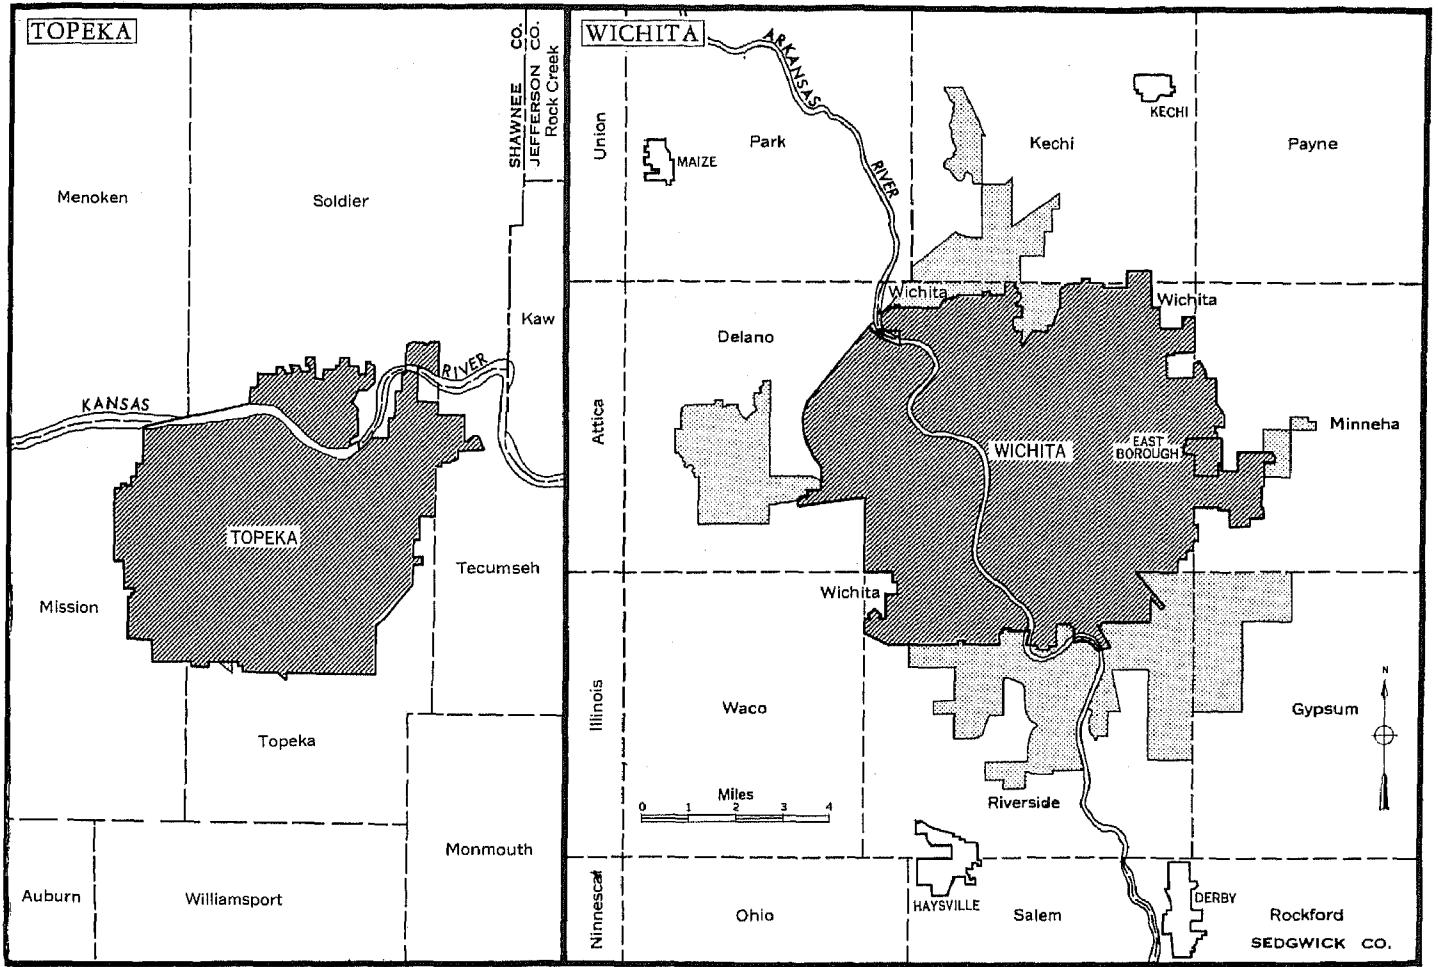 TOPEKA
SHAWNEE CO.
JEFFERSON CO.
Rock Creek
Menoken
Soldier
Kaw
KANSAS
RIVER
TOPEKA
Tecumseh
Mission
Topeka
Monmouth
Auburn
Williamsport
WICHITA
ARKANSAS
RIVER
Union
Park
MAIZE
Kechi
KECHI
Payne
Wichita
Wichita
Delano
Attica
WICHITA
EAST
BOROUGH
Minneha
Wichita
Illinois
Waco
Gypsum
N
Miles
0 1 2 3 4
Riverside
Ninnescah
HAYSVILLE
Ohio
Salem
DERBY
Rockford
SEDGWICK CO.